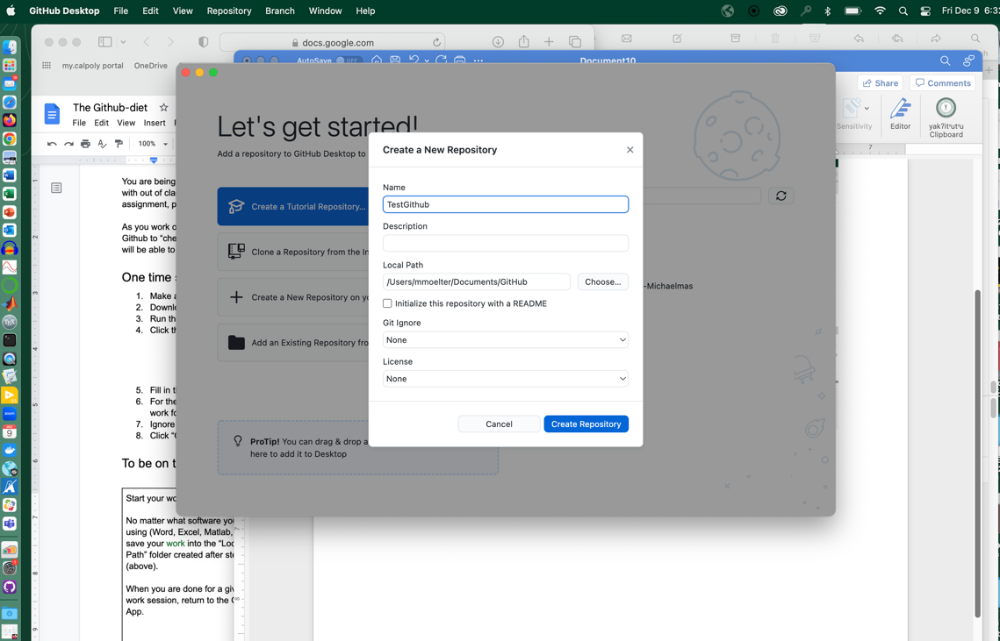 GitHub Desktop File Edit View Repository Branch Window Help Fri Dec 9 6:3
docs.google.com
my.calpoly portal OneDrive
AutoSave OFF Document10
Share Comments
The Github-diet
File Edit View Insert
Sensitivity Editor yak?itʸutʸu
Clipboard
100%
Let's get started!
Add a repository to GitHub Desktop to
Create a Tutorial Repository...
Clone a Repository from the In
Create a New Repository on yo
Add an Existing Repository fro
ProTip! You can drag & drop a
here to add it to Desktop
-Michaelmas
Create a New Repository
Name
TestGithub
Description
Local Path
/Users/mmoelter/Documents/GitHub
Choose...
Initialize this repository with a README
Git Ignore
None
License
None
Cancel Create Repository
You are being
with out of cla
assignment, p
As you work o
Github to "che
will be able to
One time s
1. Make a
2. Downlo
3. Run th
4. Click th
5. Fill in t
6. For the
work fo
7. Ignore
8. Click "C
To be on t
Start your wo
No matter what software you
using (Word, Excel, Matlab,
save your work into the "Loc
Path" folder created after ste
(above).
When you are done for a giv
work session, return to the G
App.